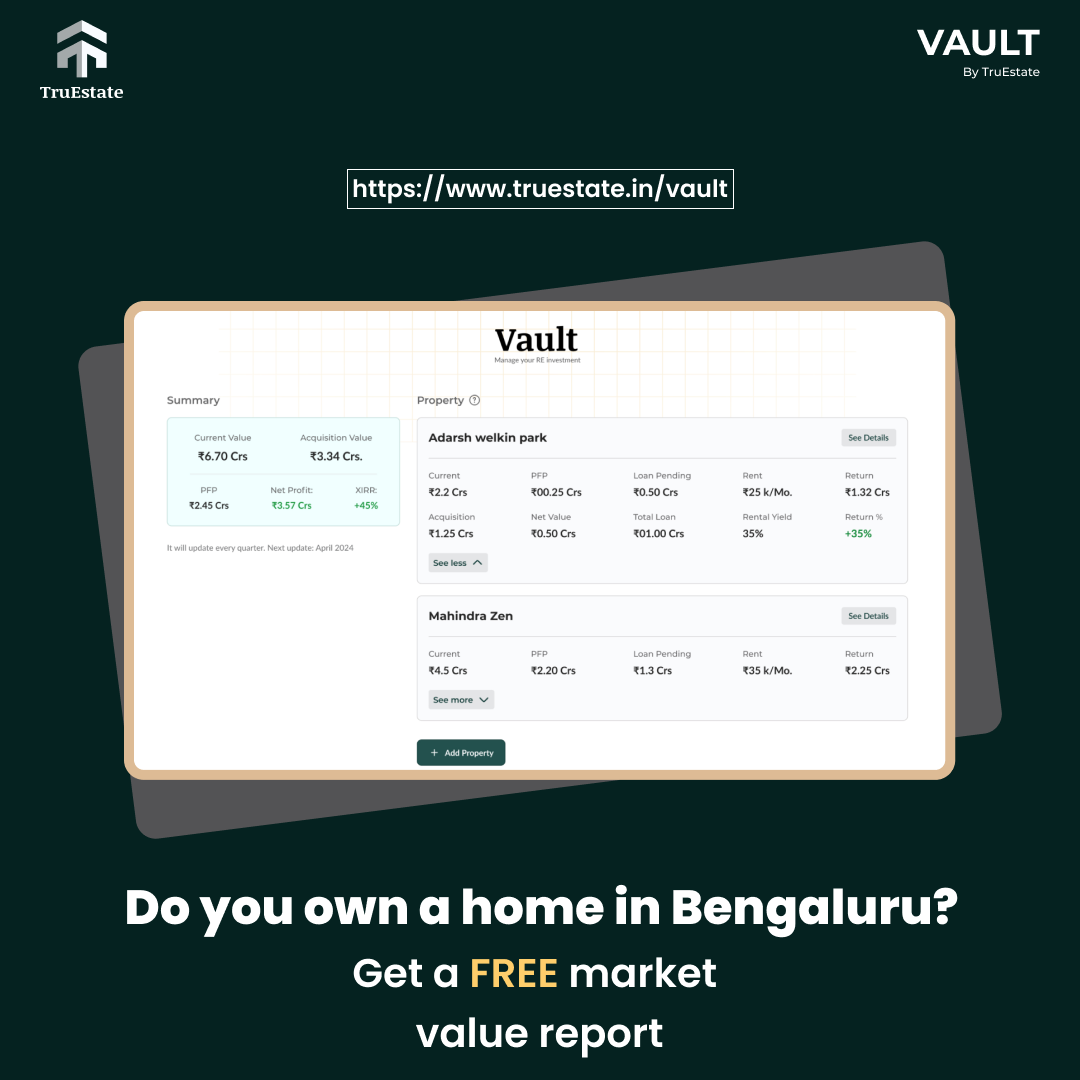 TruEstate
VAULT
By TruEstate
https://www.truestate.in/vault
Vault
Manage your RE investment
Summary
Current Value Acquisition Value
₹6.70 Crs ₹3.34 Crs.
PFP Net Profit: XIRR:
₹2.45 Crs ₹3.57 Crs +45%
It will update every quarter. Next update: April 2024
Property ?
Adarsh welkin park See Details
Current PFP Loan Pending Rent Return
₹2.2 Crs ₹00.25 Crs ₹0.50 Crs ₹25 k/Mo. ₹1.32 Crs
Acquisition Net Value Total Loan Rental Yield Return %
₹1.25 Crs ₹0.50 Crs ₹01.00 Crs 35% +35%
See less
Mahindra Zen See Details
Current PFP Loan Pending Rent Return
₹4.5 Crs ₹2.20 Crs ₹1.3 Crs ₹35 k/Mo. ₹2.25 Crs
See more
+ Add Property
Do you own a home in Bengaluru?
Get a FREE market
value report